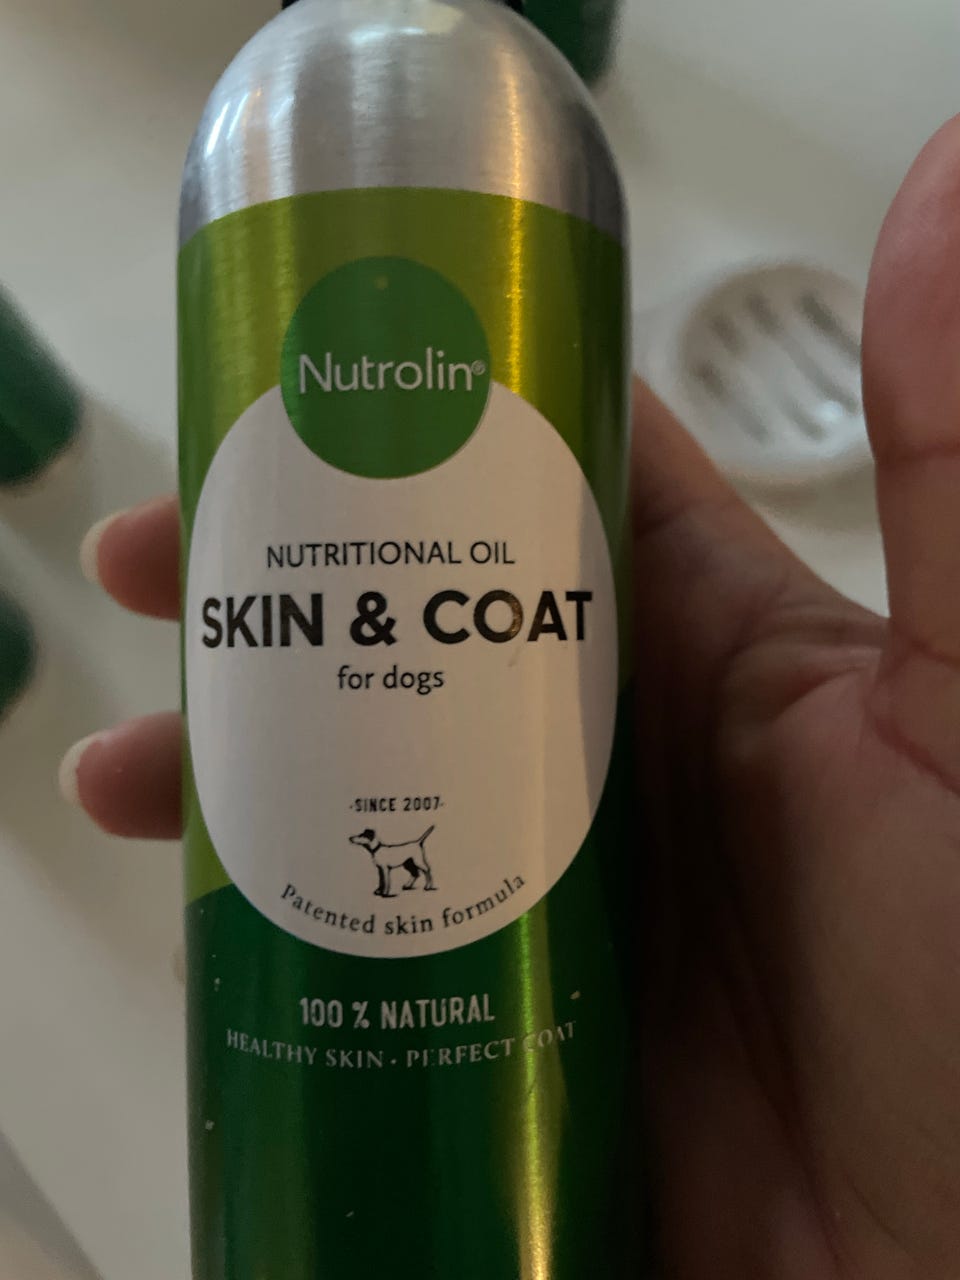 Nutrolin®
NUTRITIONAL OIL
SKIN & COAT
for dogs
·SINCE 2007·
Patented skin formula
100 % NATURAL
HEALTHY SKIN · PERFECT COAT